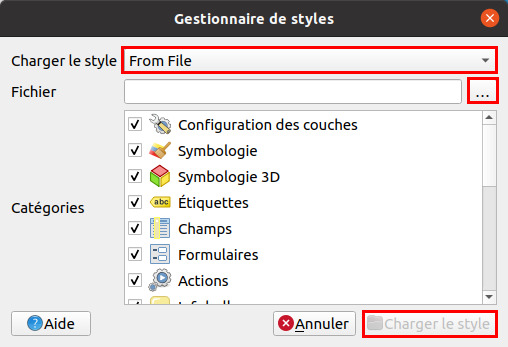 Gestionnaire de styles
Charger le style From File
Fichier ...
Configuration des couches
abc Symbologie
Symbologie 3D
abc Étiquettes
Champs
Formulaires
Catégories
Actions
Aide Annuler Charger le style